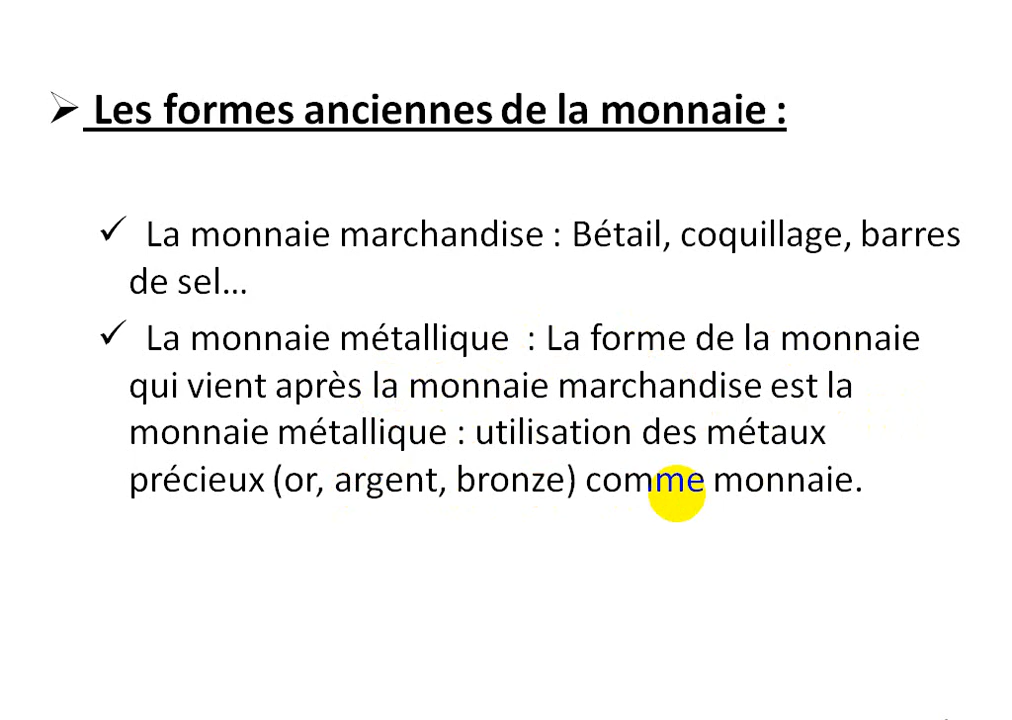 ➢ Les formes anciennes de la monnaie :
✓ La monnaie marchandise : Bétail, coquillage, barres
de sel…
✓ La monnaie métallique : La forme de la monnaie
qui vient après la monnaie marchandise est la
monnaie métallique : utilisation des métaux
précieux (or, argent, bronze) comme monnaie.